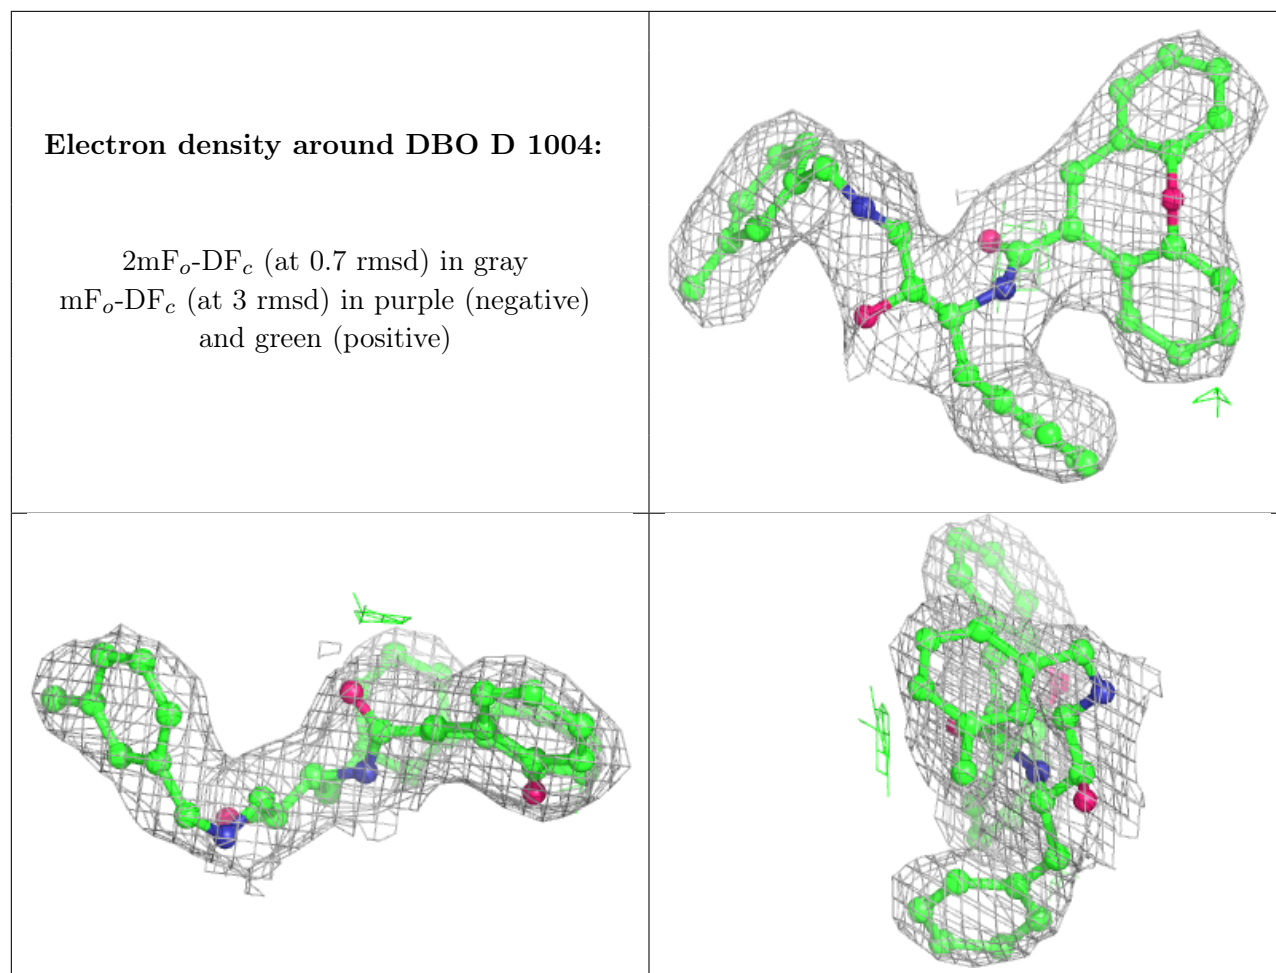 Electron density around DBO D 1004:
2mFo-DFc (at 0.7 rmsd) in gray
mFo-DFc (at 3 rmsd) in purple (negative)
and green (positive)